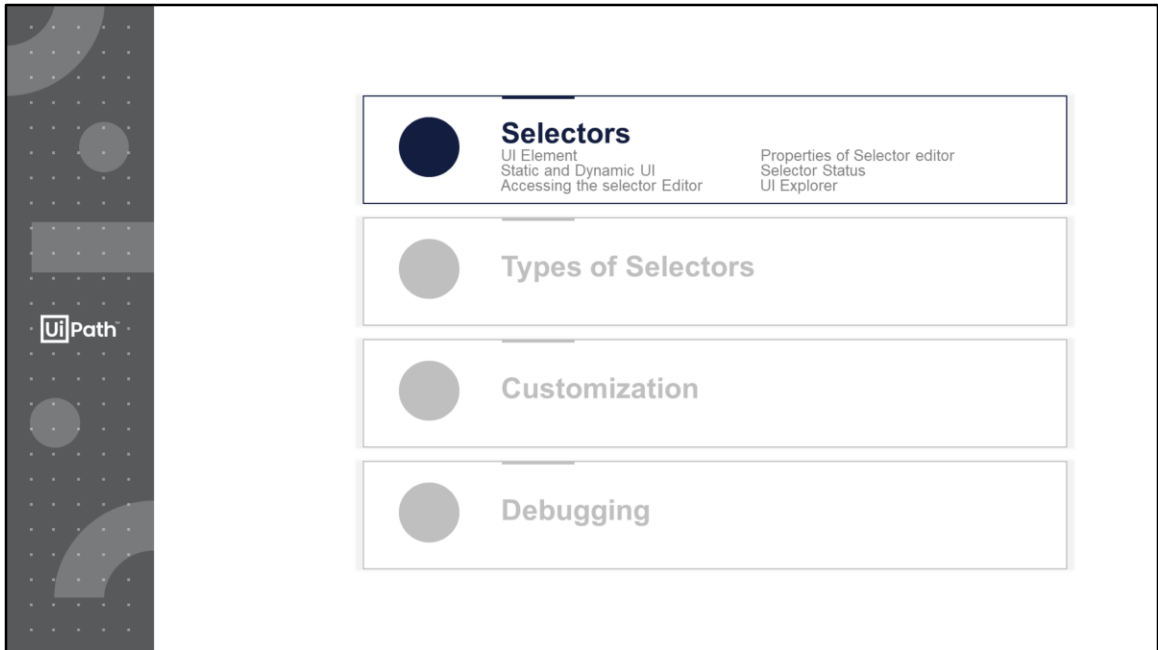 Selectors
UI Element
Static and Dynamic UI
Accessing the selector Editor
Properties of Selector editor
Selector Status
UI Explorer
Types of Selectors
UiPath™
Customization
Debugging